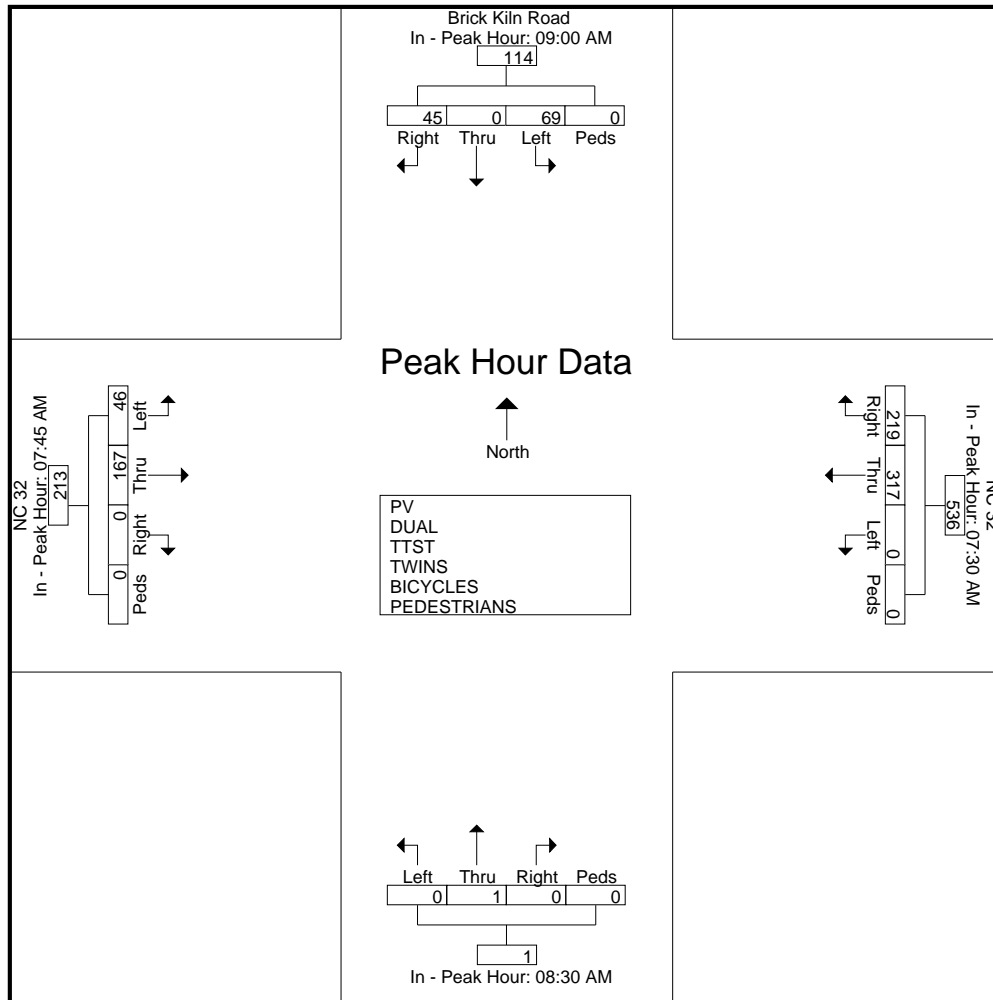 Brick Kiln Road
In - Peak Hour: 09:00 AM
114
45 0 69 0
Right Thru Left Peds
Peak Hour Data
North
PV
DUAL
TTST
TWINS
BICYCLES
PEDESTRIANS
NC 32
In - Peak Hour: 07:45 AM
213
46 167 0 0
Left Thru Right Peds
NC 32
In - Peak Hour: 07:30 AM
536
219 317 0 0
Right Thru Left Peds
Left Thru Right Peds
0 1 0 0
1
In - Peak Hour: 08:30 AM